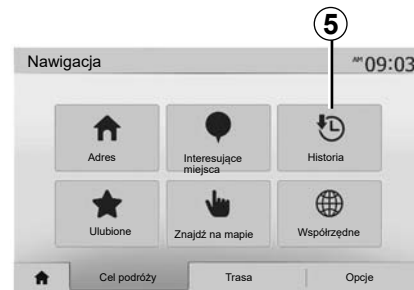 5
Nawigacja
AM 09:03
Adres
Interesujące
miejsca
Historia
Ulubione
Znajdź na mapie
Współrzędne
Cel podróży
Trasa
Opcje